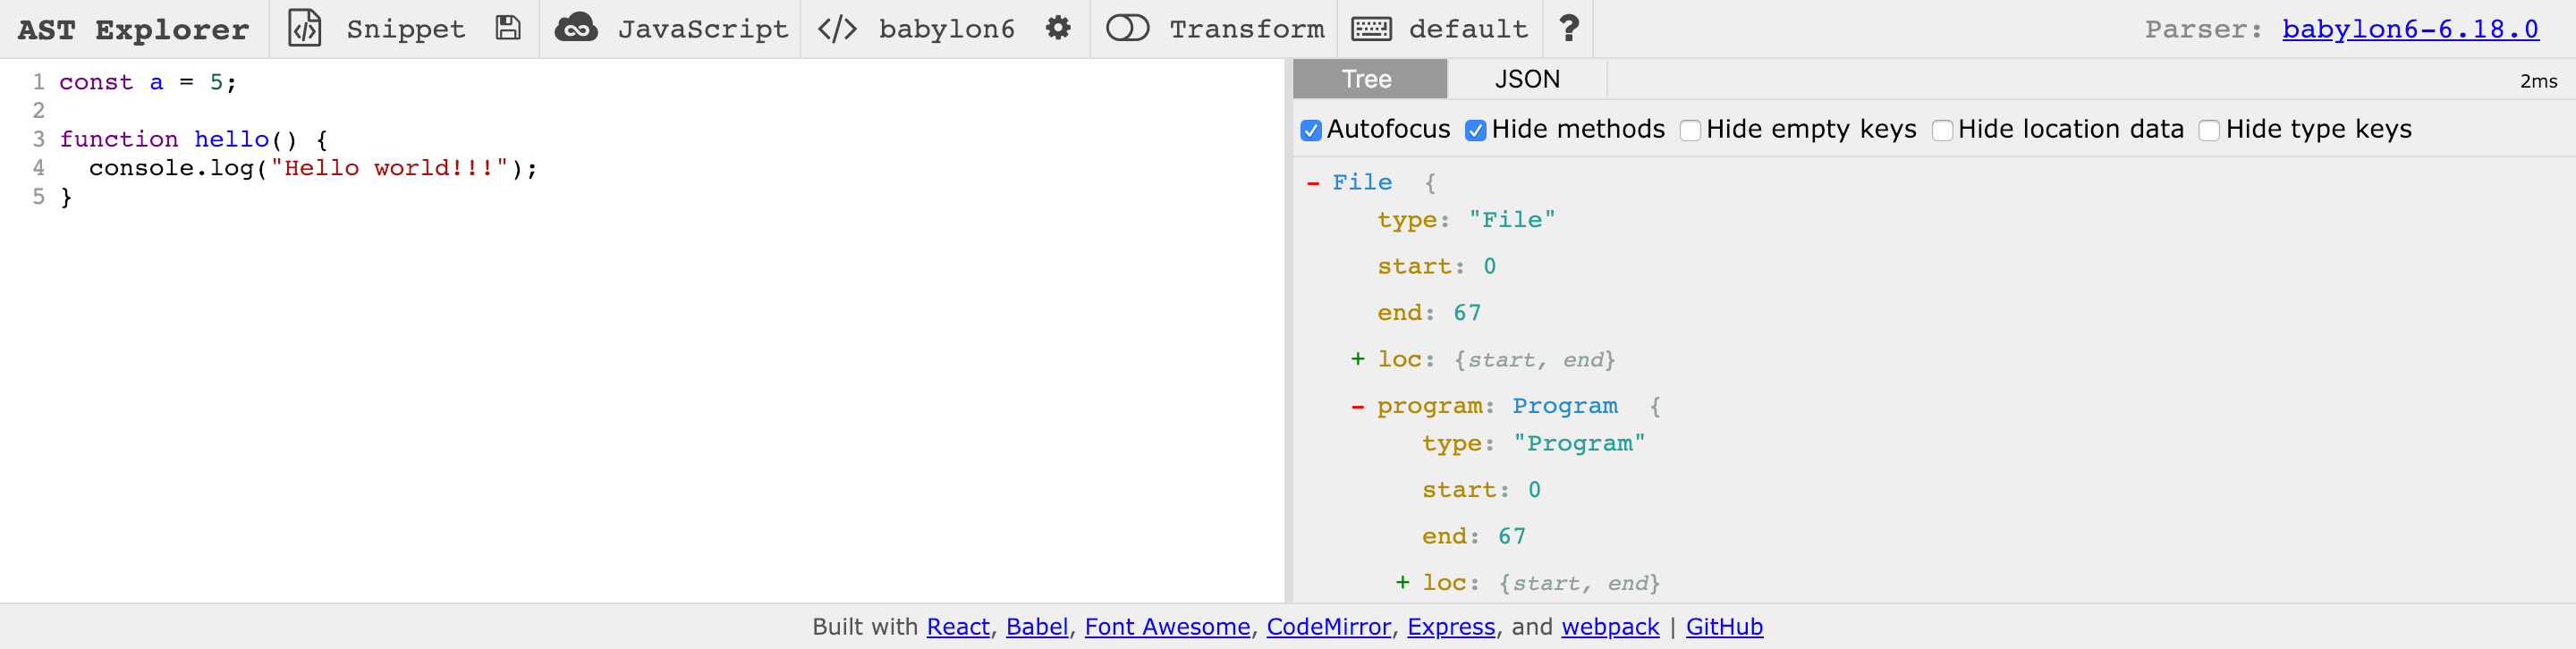 AST Explorer Snippet JavaScript </> babylon6 Transform default ? Parser: babylon6-6.18.0
1 const a = 5;
2
3 function hello() {
4   console.log("Hello world!!!");
5 }
Tree JSON 2ms
Autofocus Hide methods Hide empty keys Hide location data Hide type keys
- File {
type: "File"
start: 0
end: 67
+ loc: {start, end}
- program: Program {
type: "Program"
start: 0
end: 67
+ loc: {start, end}
Built with React, Babel, Font Awesome, CodeMirror, Express, and webpack | GitHub